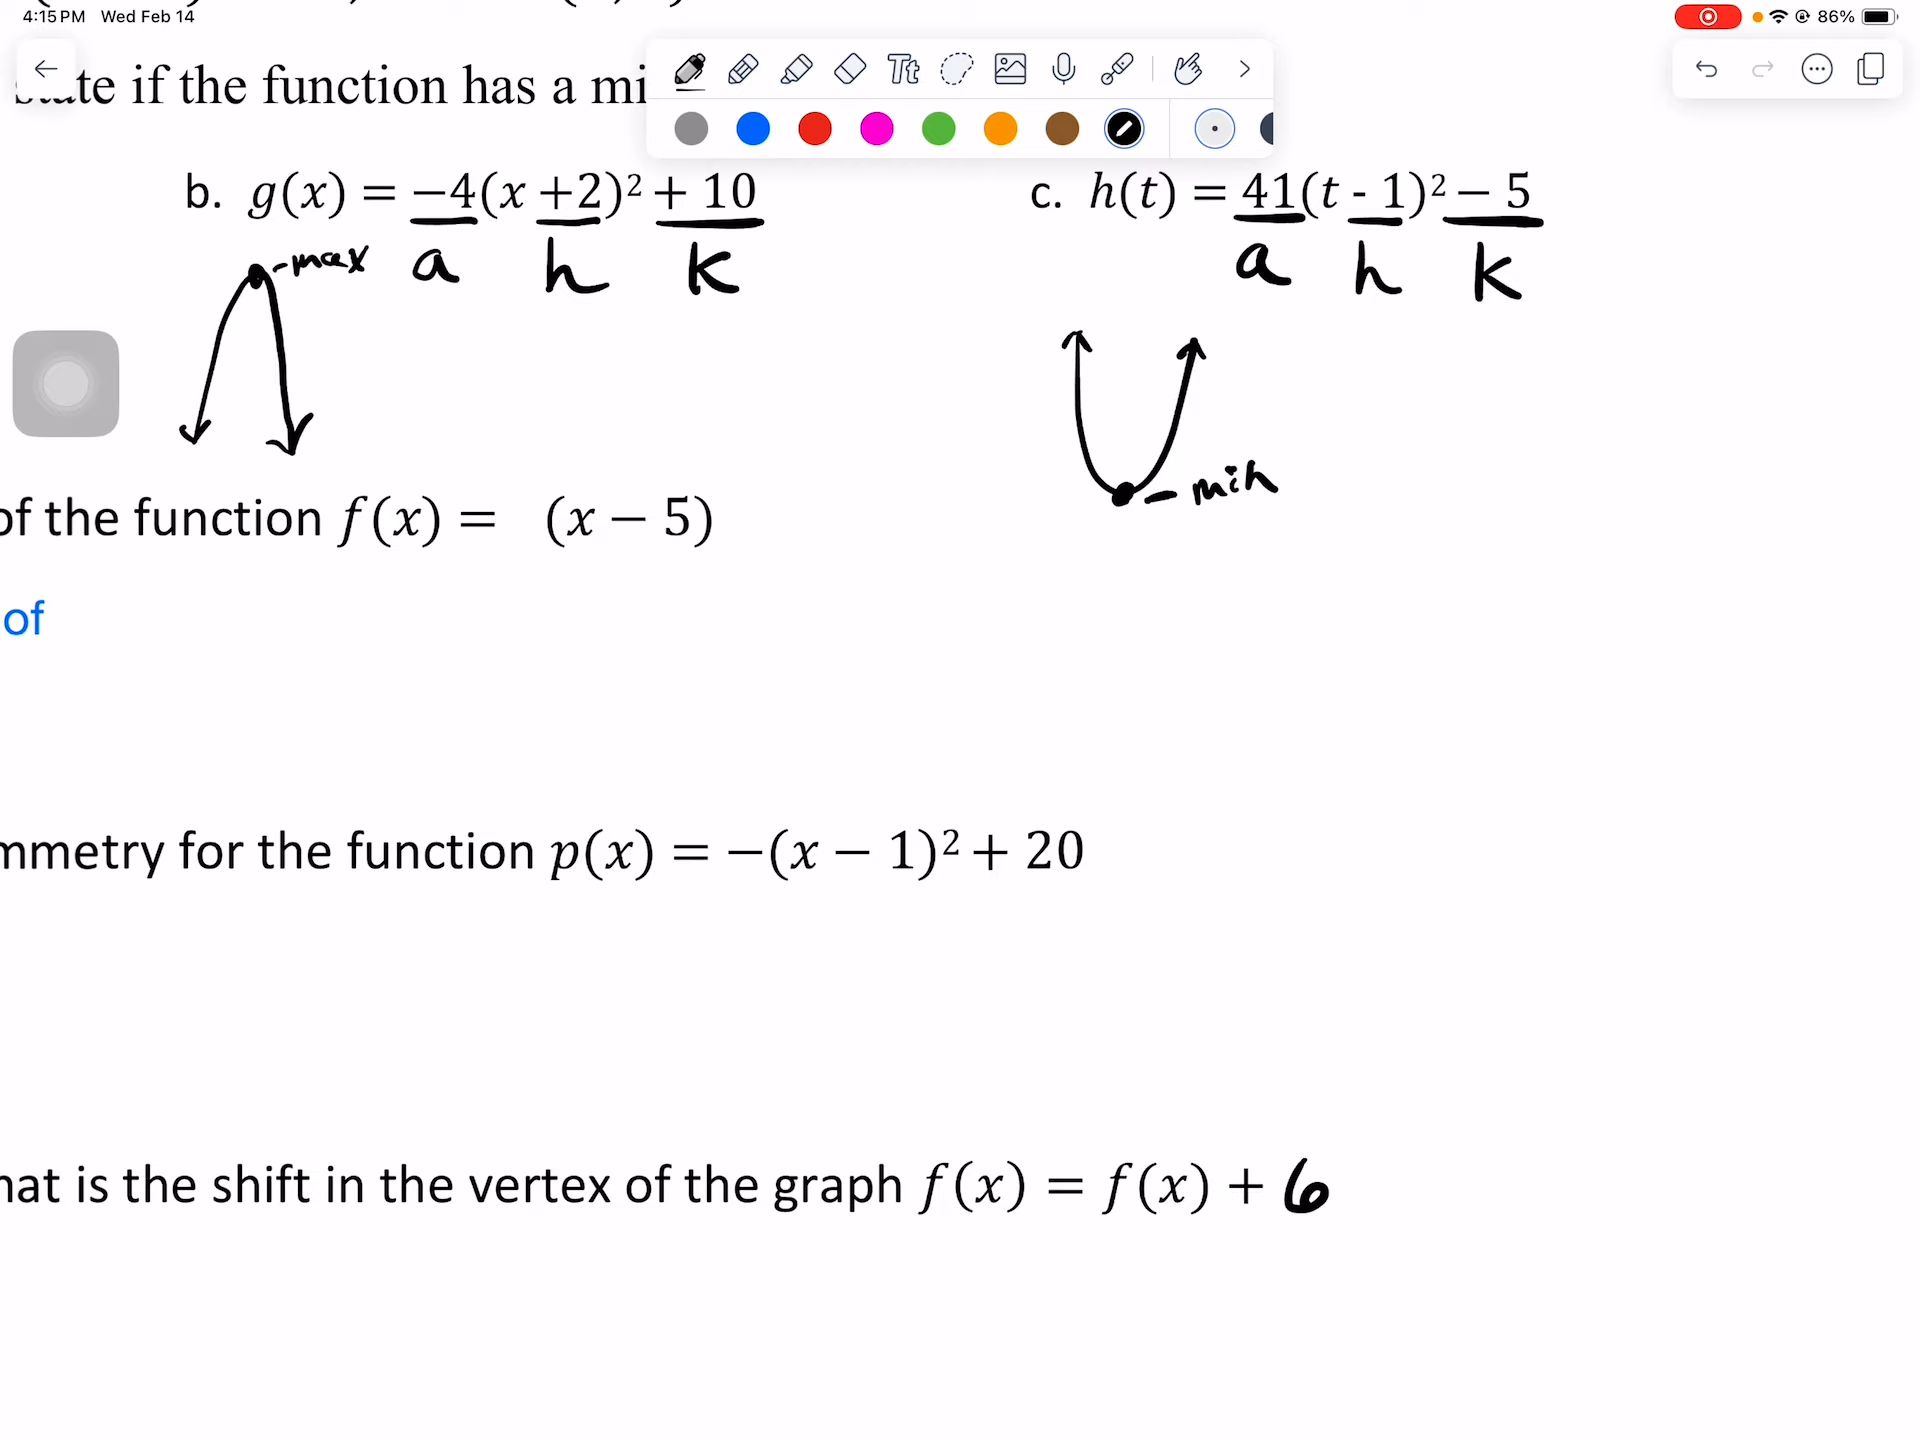 4:15 PM Wed Feb 14 86%
te if the function has a mi
Tt
b. g(x) = −4(x +2)² + 10 c. h(t) = 41(t - 1)² − 5
-max a h k a h k
- min
of the function f(x) = (x − 5)
of
mmetry for the function p(x) = −(x − 1)² + 20
hat is the shift in the vertex of the graph f(x) = f(x) + 6